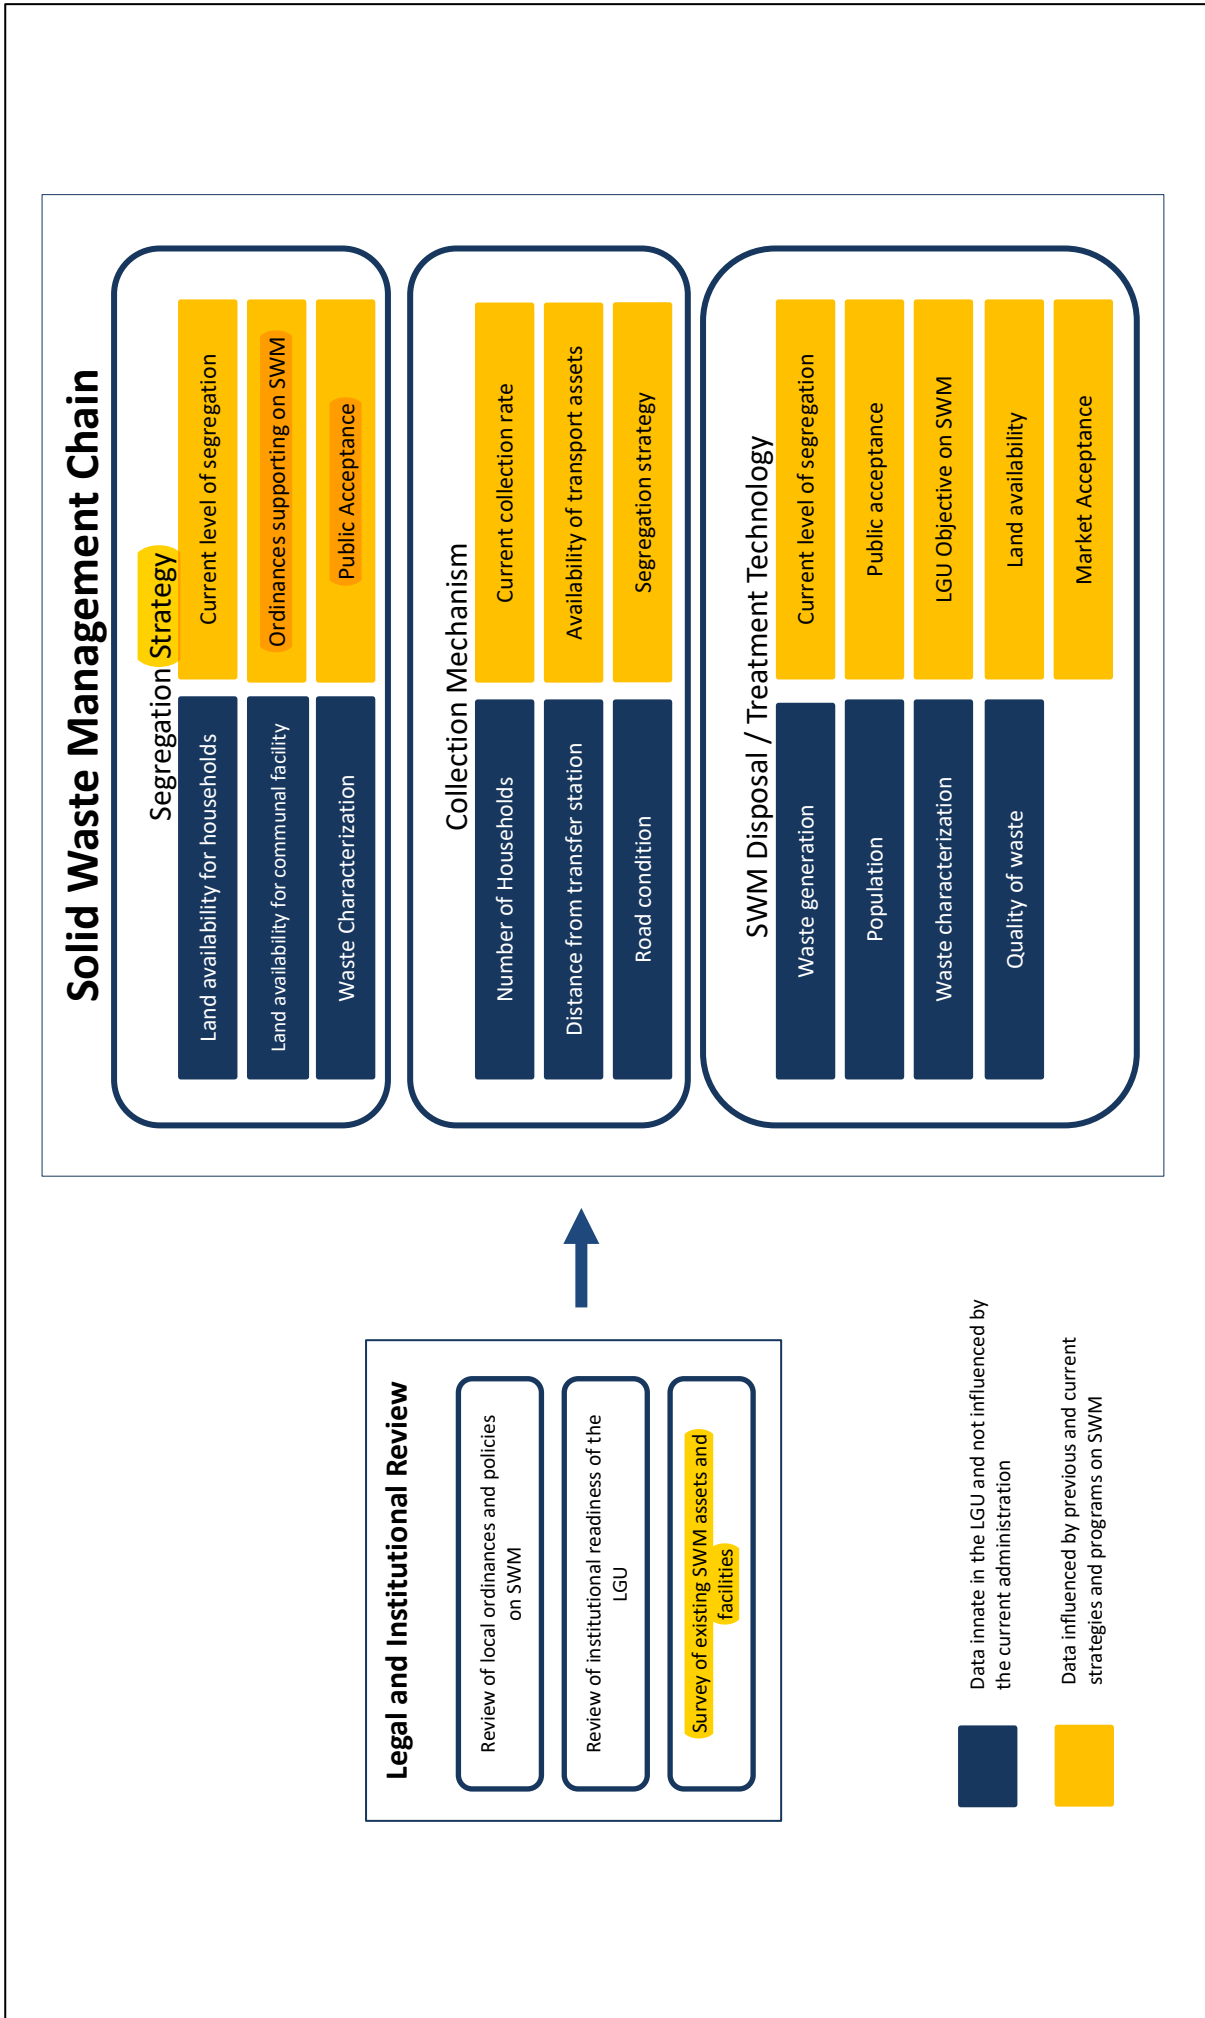 Legal and Institutional Review
Review of local ordinances and policies
on SWM
Review of institutional readiness of the
LGU
Survey of existing SWM assets and
facilities
Data innate in the LGU and not influenced by
the current administration
Data influenced by previous and current
strategies and programs on SWM
Solid Waste Management Chain
Segregation Strategy
Land availability for households
Current level of segregation
Land availability for communal facility
Ordinances supporting on SWM
Waste Characterization
Public Acceptance
Collection Mechanism
Number of Households
Current collection rate
Distance from transfer station
Availability of transport assets
Road condition
Segregation strategy
SWM Disposal / Treatment Technology
Waste generation
Current level of segregation
Population
Public acceptance
Waste characterization
LGU Objective on SWM
Quality of waste
Land availability
Market Acceptance